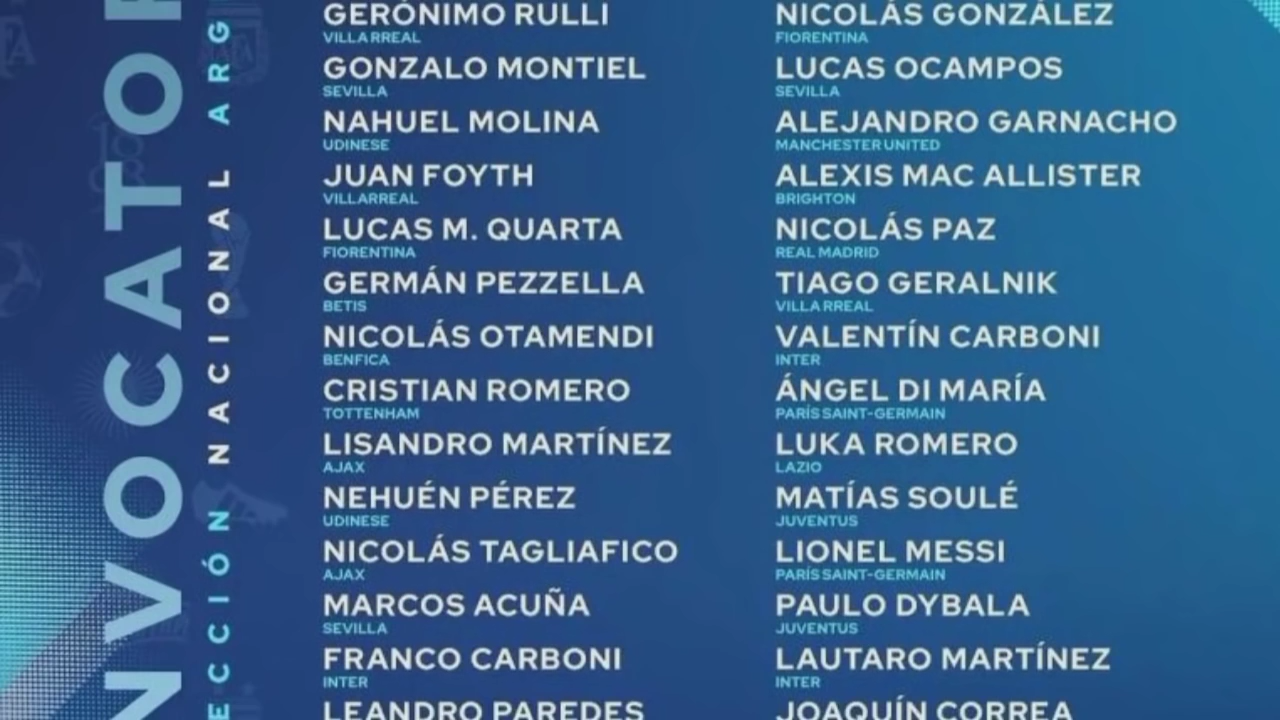 NVOCATOR
ECCIÓN NACIONAL ARG
GERÓNIMO RULLI
VILLARREAL
GONZALO MONTIEL
SEVILLA
NAHUEL MOLINA
UDINESE
JUAN FOYTH
VILLARREAL
LUCAS M. QUARTA
FIORENTINA
GERMÁN PEZZELLA
BETIS
NICOLÁS OTAMENDI
BENFICA
CRISTIAN ROMERO
TOTTENHAM
LISANDRO MARTÍNEZ
AJAX
NEHUÉN PÉREZ
UDINESE
NICOLÁS TAGLIAFICO
AJAX
MARCOS ACUÑA
SEVILLA
FRANCO CARBONI
INTER
LEANDRO PAREDES
NICOLÁS GONZÁLEZ
FIORENTINA
LUCAS OCAMPOS
SEVILLA
ALEJANDRO GARNACHO
MANCHESTER UNITED
ALEXIS MAC ALLISTER
BRIGHTON
NICOLÁS PAZ
REAL MADRID
TIAGO GERALNIK
VILLARREAL
VALENTÍN CARBONI
INTER
ÁNGEL DI MARÍA
PARÍS SAINT-GERMAIN
LUKA ROMERO
LAZIO
MATÍAS SOULÉ
JUVENTUS
LIONEL MESSI
PARÍS SAINT-GERMAIN
PAULO DYBALA
JUVENTUS
LAUTARO MARTÍNEZ
INTER
JOAQUÍN CORREA